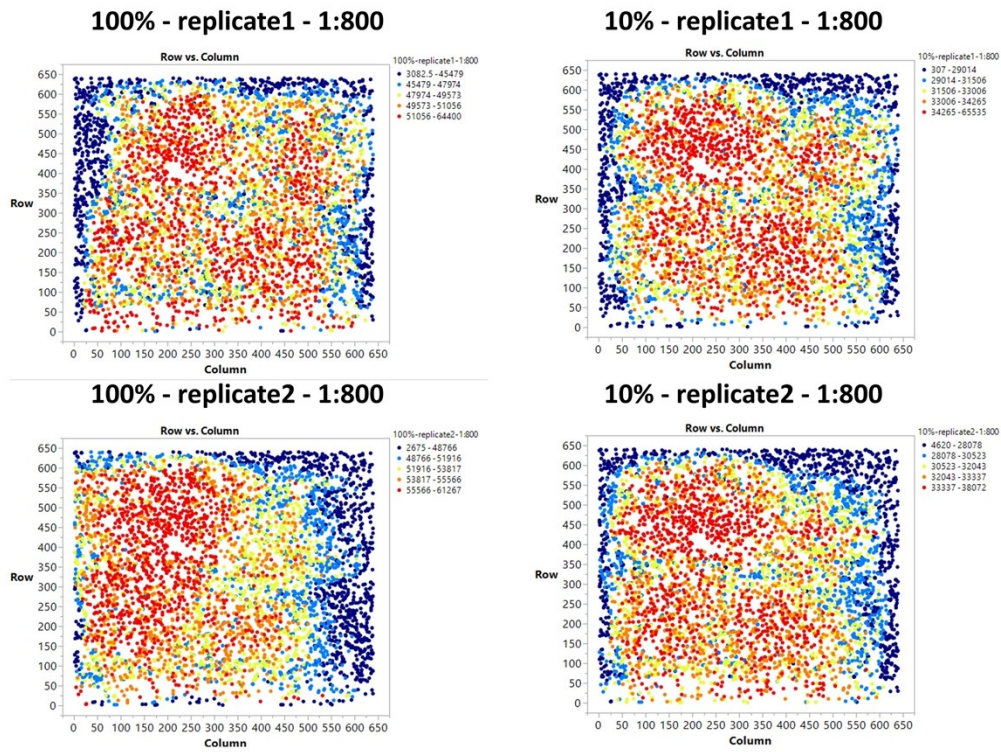 100% - replicate1 - 1:800
Row vs. Column
100%-replicate1-1:800
3082.5 - 45479
45479 - 47974
47974 - 49573
49573 - 51056
51056 - 64400
650
600
550
500
450
400
350
300
250
200
150
100
50
0
Row
0 50 100 150 200 250 300 350 400 450 500 550 600 650
Column
10% - replicate1 - 1:800
Row vs. Column
10%-replicate1-1:800
307 - 29014
29014 - 31506
31506 - 33006
33006 - 34265
34265 - 65535
650
600
550
500
450
400
350
300
250
200
150
100
50
0
Row
0 50 100 150 200 250 300 350 400 450 500 550 600 650
Column
100% - replicate2 - 1:800
Row vs. Column
100%-replicate2-1:800
2675 - 48766
48766 - 51916
51916 - 53817
53817 - 55566
55566 - 61267
650
600
550
500
450
400
350
300
250
200
150
100
50
0
Row
0 50 100 150 200 250 300 350 400 450 500 550 600 650
Column
10% - replicate2 - 1:800
Row vs. Column
10%-replicate2-1:800
4620 - 28078
28078 - 30523
30523 - 32043
32043 - 33337
33337 - 38072
650
600
550
500
450
400
350
300
250
200
150
100
50
0
Row
0 50 100 150 200 250 300 350 400 450 500 550 600 650
Column